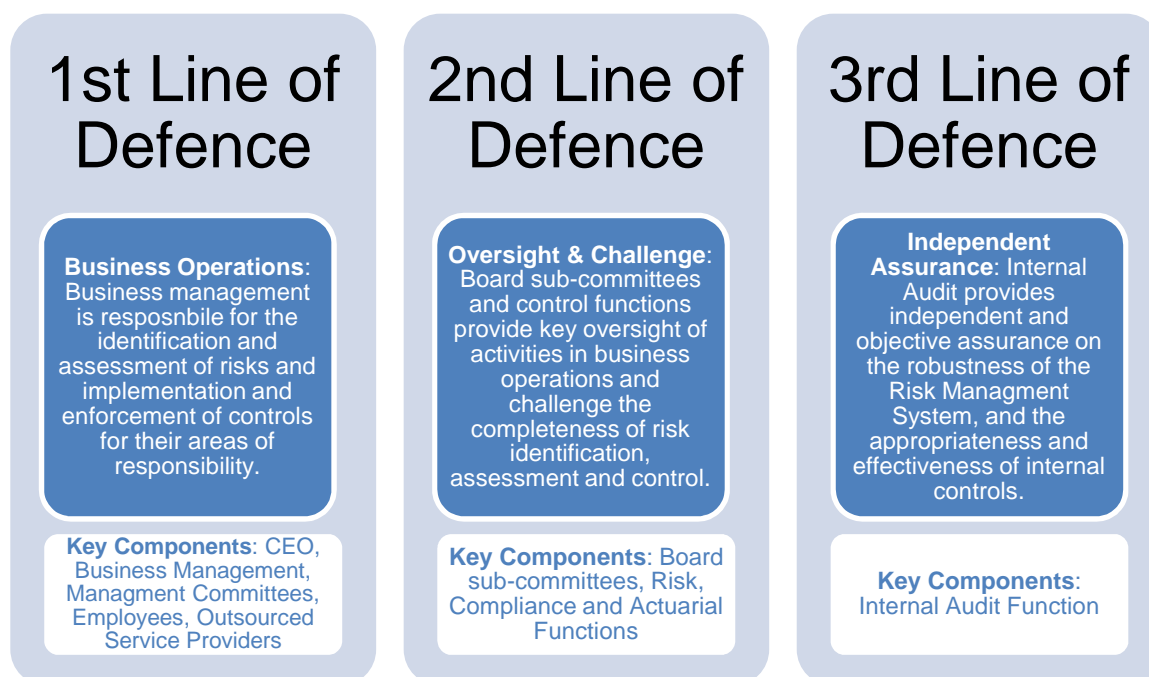 1st Line of
Defence
Business Operations:
Business management
is resposnbile for the
identification and
assessment of risks and
implementation and
enforcement of controls
for their areas of
responsibility.
Key Components: CEO,
Business Management,
Managment Committees,
Employees, Outsourced
Service Providers
2nd Line of
Defence
Oversight & Challenge:
Board sub-committees
and control functions
provide key oversight of
activities in business
operations and
challenge the
completeness of risk
identification,
assessment and control.
Key Components: Board
sub-committees, Risk,
Compliance and Actuarial
Functions
3rd Line of
Defence
Independent
Assurance: Internal
Audit provides
independent and
objective assurance on
the robustness of the
Risk Managment
System, and the
appropriateness and
effectiveness of internal
controls.
Key Components:
Internal Audit Function